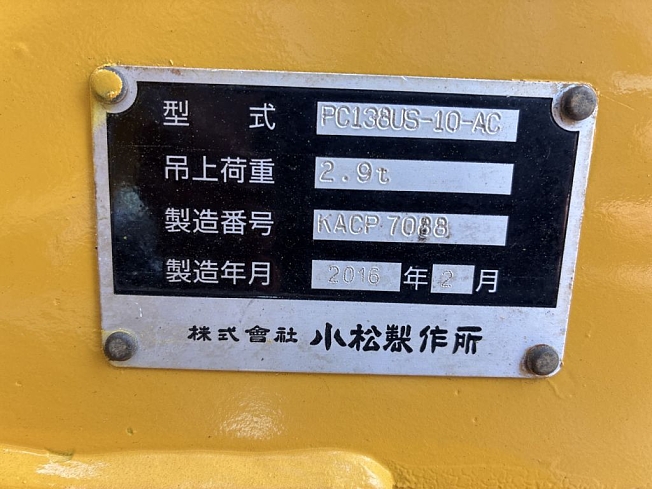 型 式 PC138US-10-AC
吊上荷重 2.9t
製造番号 KACP 7088
製造年月 2016 年 2 月
株式會社 小松製作所